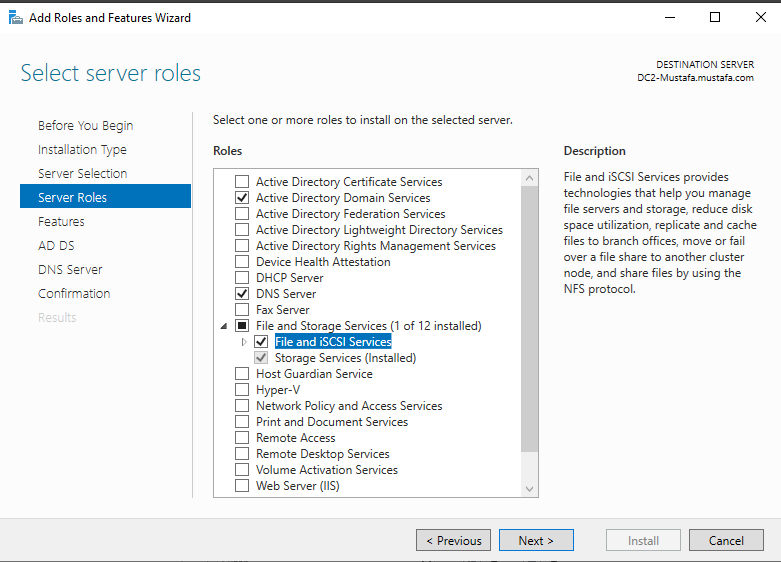 Add Roles and Features Wizard
Select server roles
DESTINATION SERVER
DC2-Mustafa.mustafa.com
Before You Begin
Installation Type
Server Selection
Server Roles
Features
AD DS
DNS Server
Confirmation
Results
Select one or more roles to install on the selected server.
Roles
Active Directory Certificate Services
Active Directory Domain Services
Active Directory Federation Services
Active Directory Lightweight Directory Services
Active Directory Rights Management Services
Device Health Attestation
DHCP Server
DNS Server
Fax Server
File and Storage Services (1 of 12 installed)
File and iSCSI Services
Storage Services (Installed)
Host Guardian Service
Hyper-V
Network Policy and Access Services
Print and Document Services
Remote Access
Remote Desktop Services
Volume Activation Services
Web Server (IIS)
Description
File and iSCSI Services provides
technologies that help you manage
file servers and storage, reduce disk
space utilization, replicate and cache
files to branch offices, move or fail
over a file share to another cluster
node, and share files by using the
NFS protocol.
< Previous
Next >
Install
Cancel